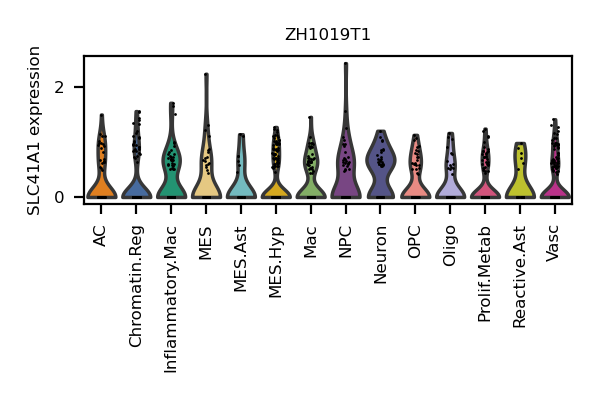 ZH1019T1
SLC41A1 expression
2
0
AC
Chromatin.Reg
Inflammatory.Mac
MES
MES.Ast
MES.Hyp
Mac
NPC
Neuron
OPC
Oligo
Prolif.Metab
Reactive.Ast
Vasc